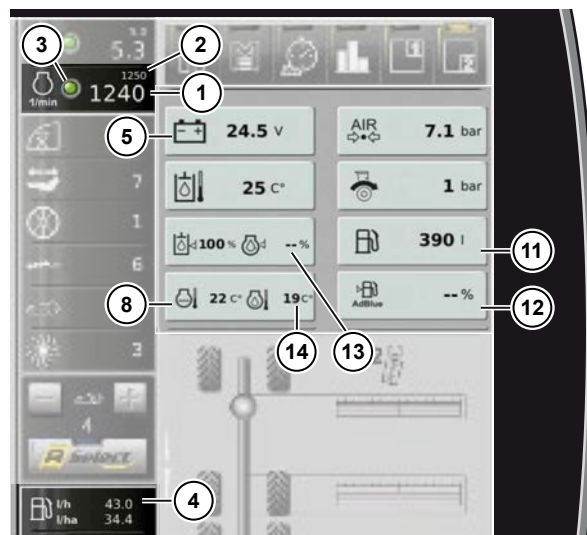 3
2
5.3
1250
1240
1
1/min
5
24.5 V
AIR
7.1 bar
25 C°
1 bar
7
1
100 %
-- %
390 l
11
6
8
22 C°
19 C°
AdBlue
-- %
12
14
13
3
2
4
Select
l/h 43.0
l/ha 34.4
4